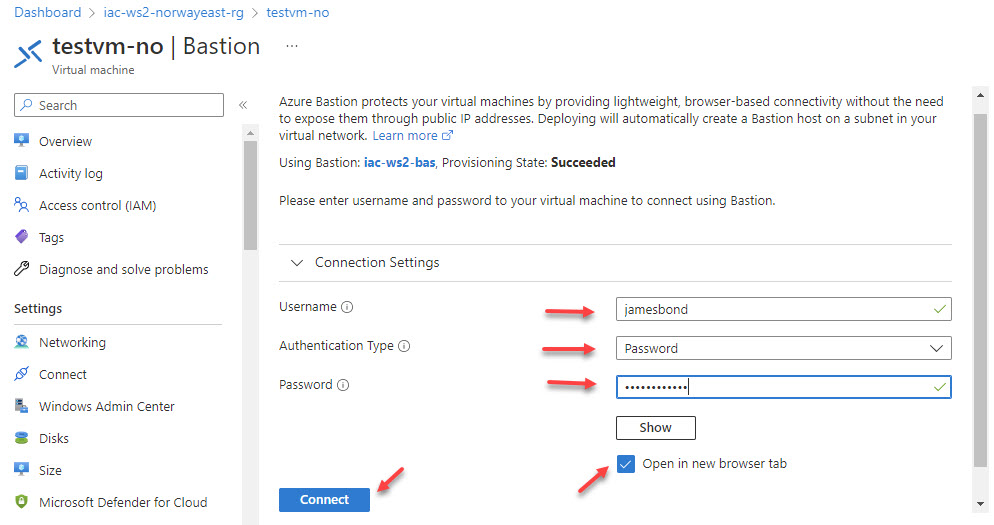 Dashboard > iac-ws2-norwayeast-rg > testvm-no
testvm-no | Bastion ...
Virtual machine
Search
«
Overview
Activity log
Access control (IAM)
Tags
Diagnose and solve problems
Settings
Networking
Connect
Windows Admin Center
Disks
Size
Microsoft Defender for Cloud
Azure Bastion protects your virtual machines by providing lightweight, browser-based connectivity without the need
to expose them through public IP addresses. Deploying will automatically create a Bastion host on a subnet in your
virtual network. Learn more
Using Bastion: iac-ws2-bas, Provisioning State: Succeeded
Please enter username and password to your virtual machine to connect using Bastion.
Connection Settings
Username
jamesbond
Authentication Type
Password
Password
••••••••••••
Show
Open in new browser tab
Connect